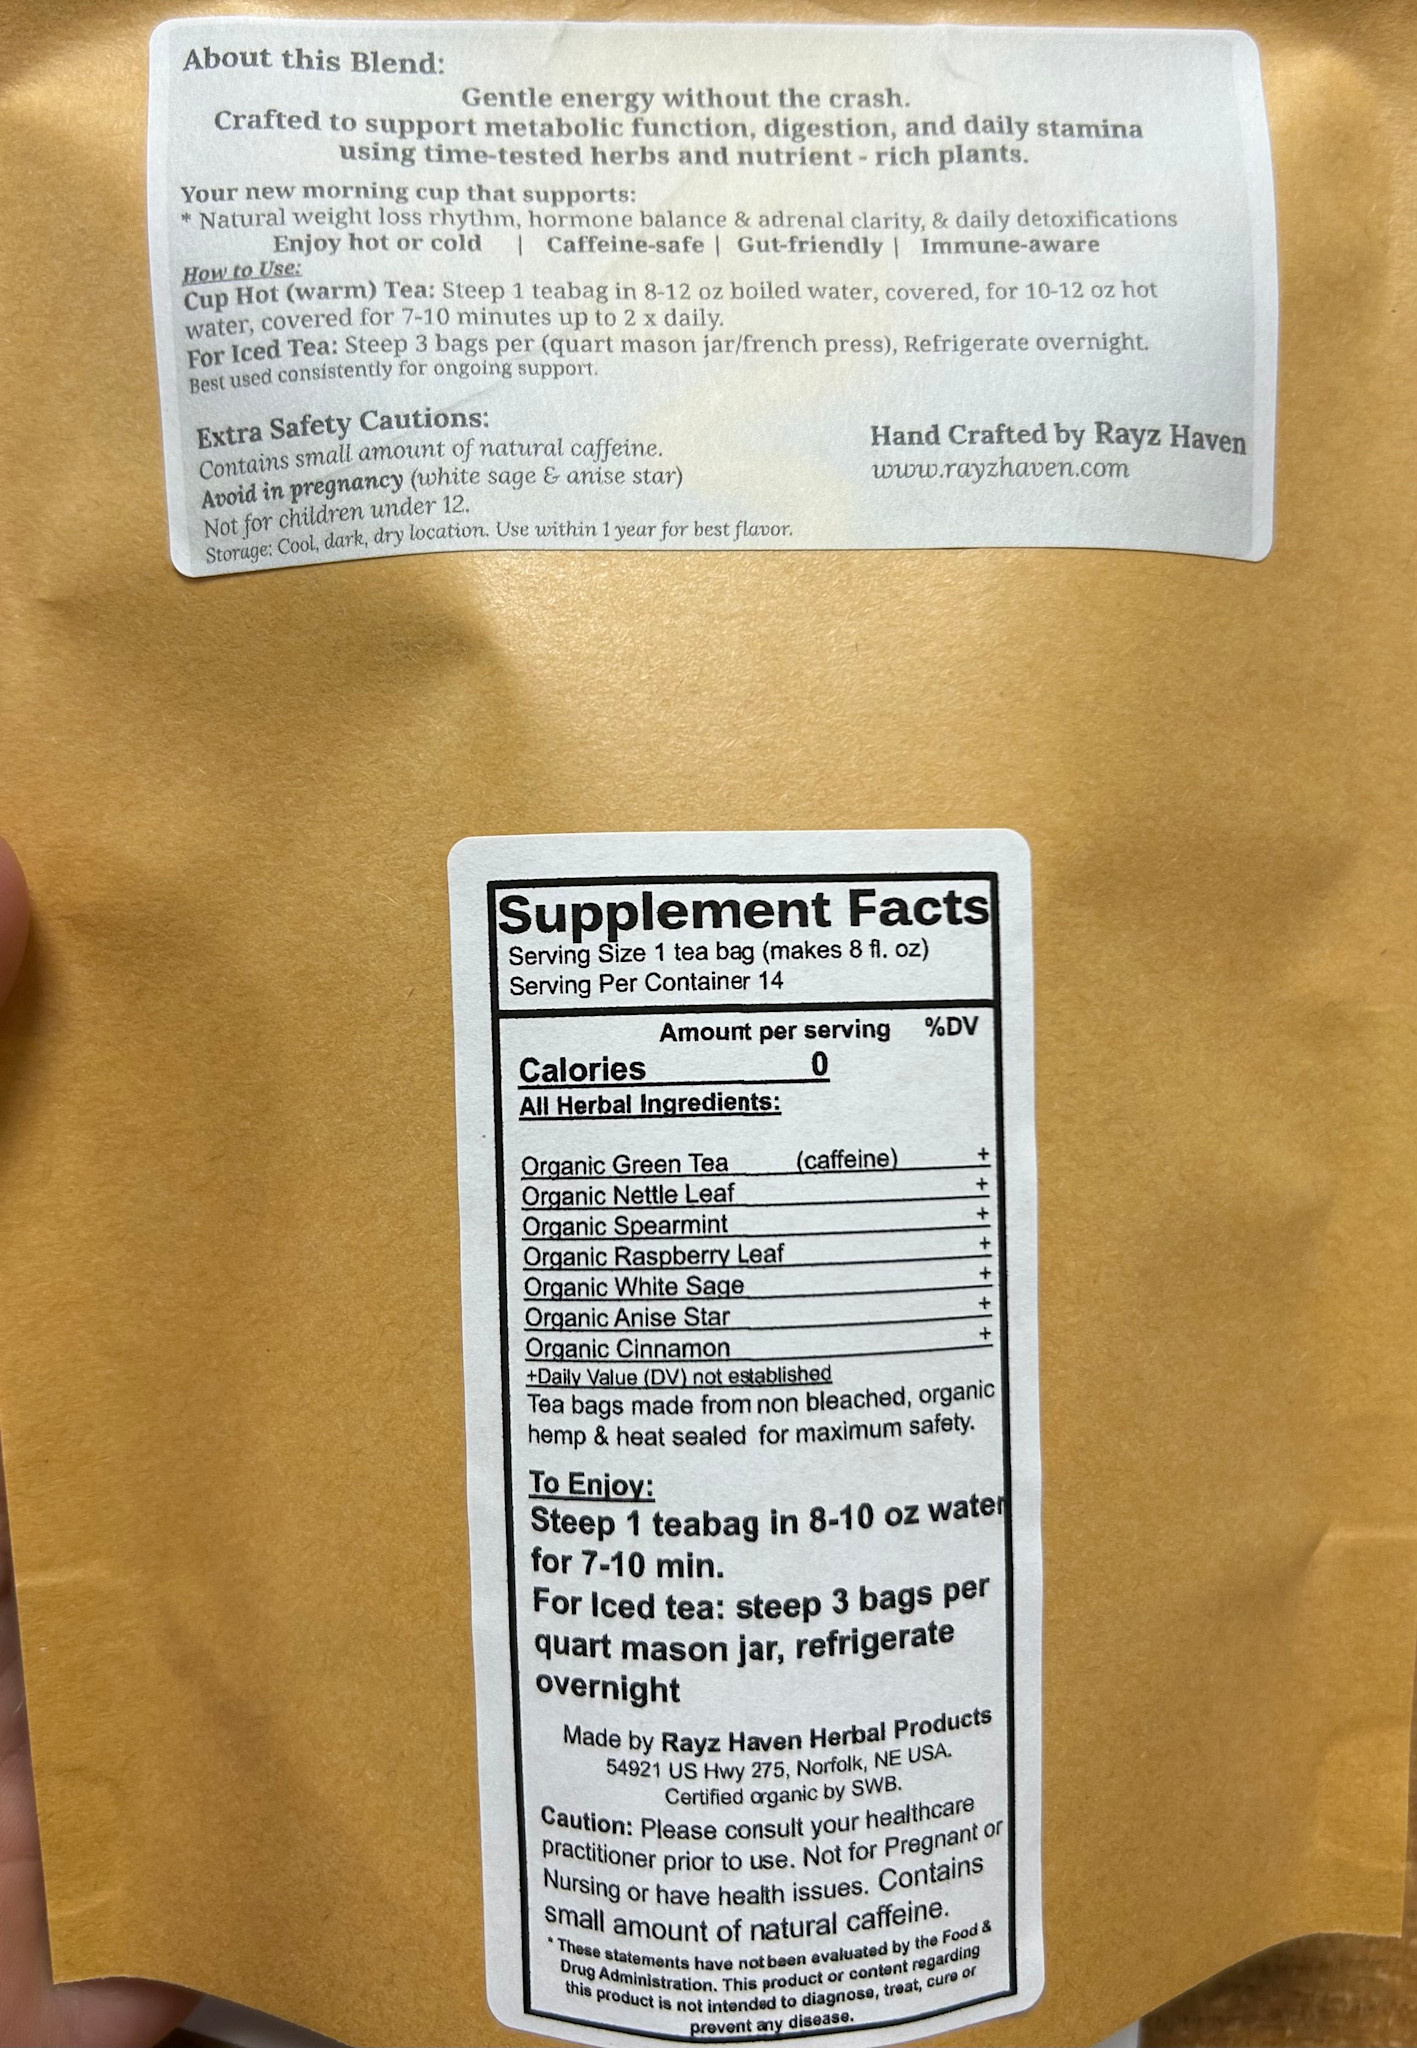 About this Blend:
Gentle energy without the crash.
Crafted to support metabolic function, digestion, and daily stamina
using time-tested herbs and nutrient - rich plants.
Your new morning cup that supports:
* Natural weight loss rhythm, hormone balance & adrenal clarity, & daily detoxifications
Enjoy hot or cold | Caffeine-safe | Gut-friendly | Immune-aware
How to Use:
Cup Hot (warm) Tea: Steep 1 teabag in 8-12 oz boiled water, covered, for 10-12 oz hot
water, covered for 7-10 minutes up to 2 x daily.
For Iced Tea: Steep 3 bags per (quart mason jar/french press), Refrigerate overnight.
Best used consistently for ongoing support.
Extra Safety Cautions:
Contains small amount of natural caffeine.
Avoid in pregnancy (white sage & anise star)
Not for children under 12.
Storage: Cool, dark, dry location. Use within 1 year for best flavor.
Hand Crafted by Rayz Haven
www.rayzhaven.com
Supplement Facts
Serving Size 1 tea bag (makes 8 fl. oz)
Serving Per Container 14
Amount per serving %DV
Calories 0
All Herbal Ingredients:
Organic Green Tea (caffeine) +
Organic Nettle Leaf +
Organic Spearmint +
Organic Raspberry Leaf +
Organic White Sage +
Organic Anise Star +
Organic Cinnamon +
+Daily Value (DV) not established
Tea bags made from non bleached, organic
hemp & heat sealed for maximum safety.
To Enjoy:
Steep 1 teabag in 8-10 oz water
for 7-10 min.
For Iced tea: steep 3 bags per
quart mason jar, refrigerate
overnight
Made by Rayz Haven Herbal Products
54921 US Hwy 275, Norfolk, NE USA.
Certified organic by SWB.
Caution: Please consult your healthcare
practitioner prior to use. Not for Pregnant or
Nursing or have health issues. Contains
small amount of natural caffeine.
* These statements have not been evaluated by the Food &
Drug Administration. This product or content regarding
this product is not intended to diagnose, treat, cure or
prevent any disease.